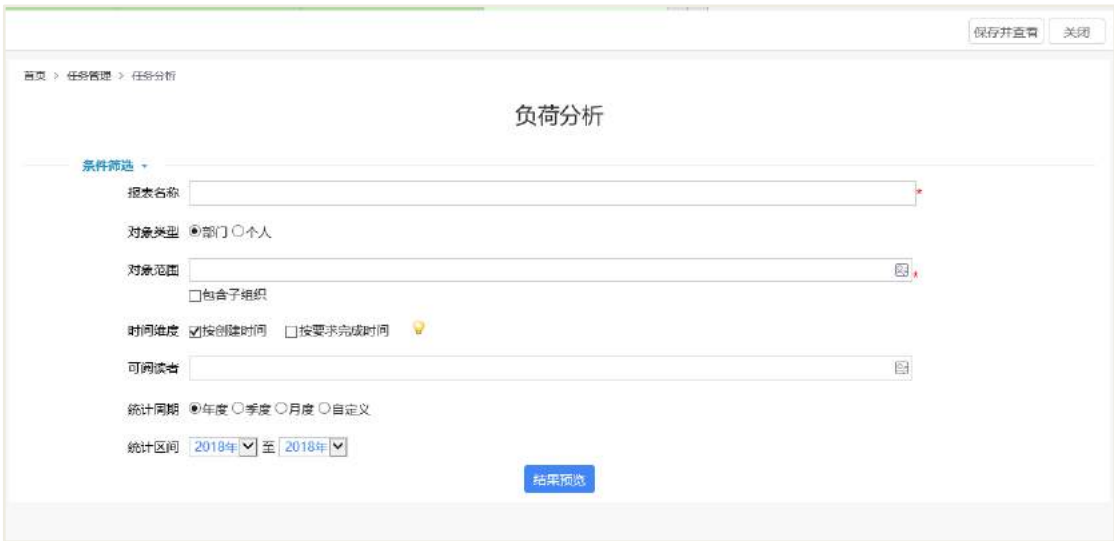 保存并查看 关闭
首页 > 任务管理 > 任务分析
负荷分析
条件筛选
报表名称 *
对象类型 部门 个人
对象范围 *
包含子组织
时间维度 按创建时间 按要求完成时间
可阅读者
统计周期 年度 季度 月度 自定义
统计区间 2018年 至 2018年
结果预览